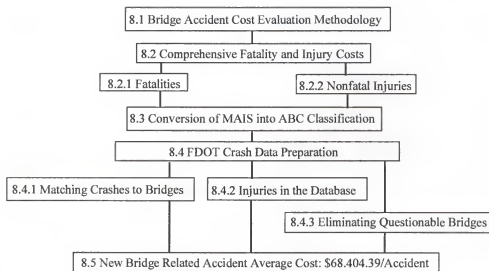 8.1 Bridge Accident Cost Evaluation Methodology
8.2 Comprehensive Fatality and Injury Costs
8.2.1 Fatalities
8.2.2 Nonfatal Injuries
8.3 Conversion of MAIS into ABC Classification
8.4 FDOT Crash Data Preparation
8.4.1 Matching Crashes to Bridges
8.4.2 Injuries in the Database
8.4.3 Eliminating Questionable Bridges
8.5 New Bridge Related Accident Average Cost: $68.404.39/Accident